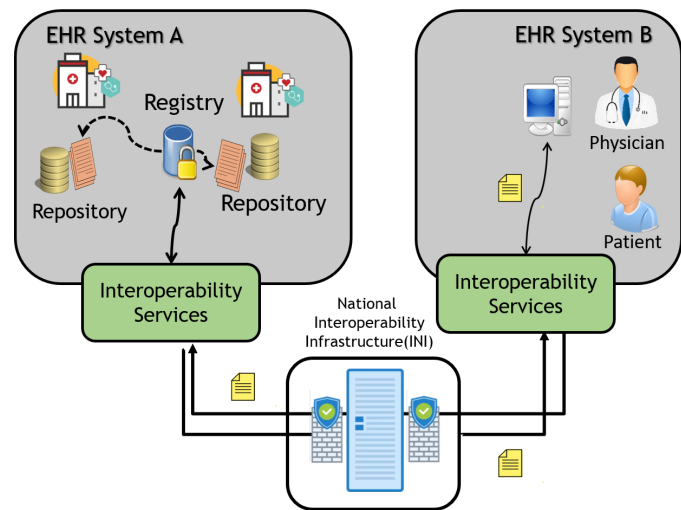 EHR System A
Registry
Repository
Repository
Interoperability
Services
EHR System B
Physician
Patient
Interoperability
Services
National
Interoperability
Infrastructure(INI)